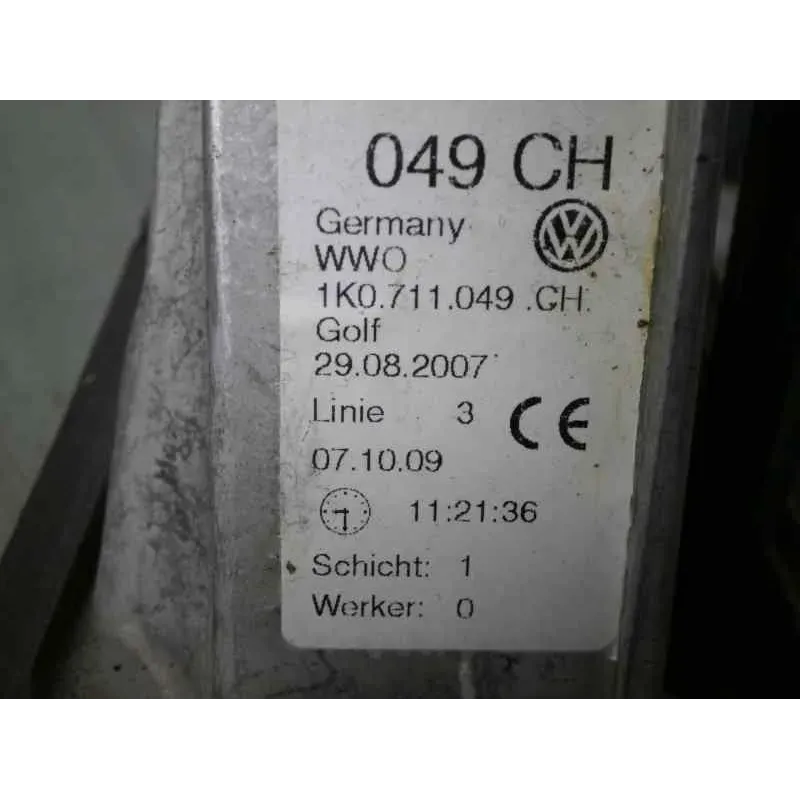 049 CH
Germany
WWO
1K0.711.049 .CH.
Golf
29.08.2007
Linie 3 CE
07.10.09
11:21:36
Schicht: 1
Werker: 0